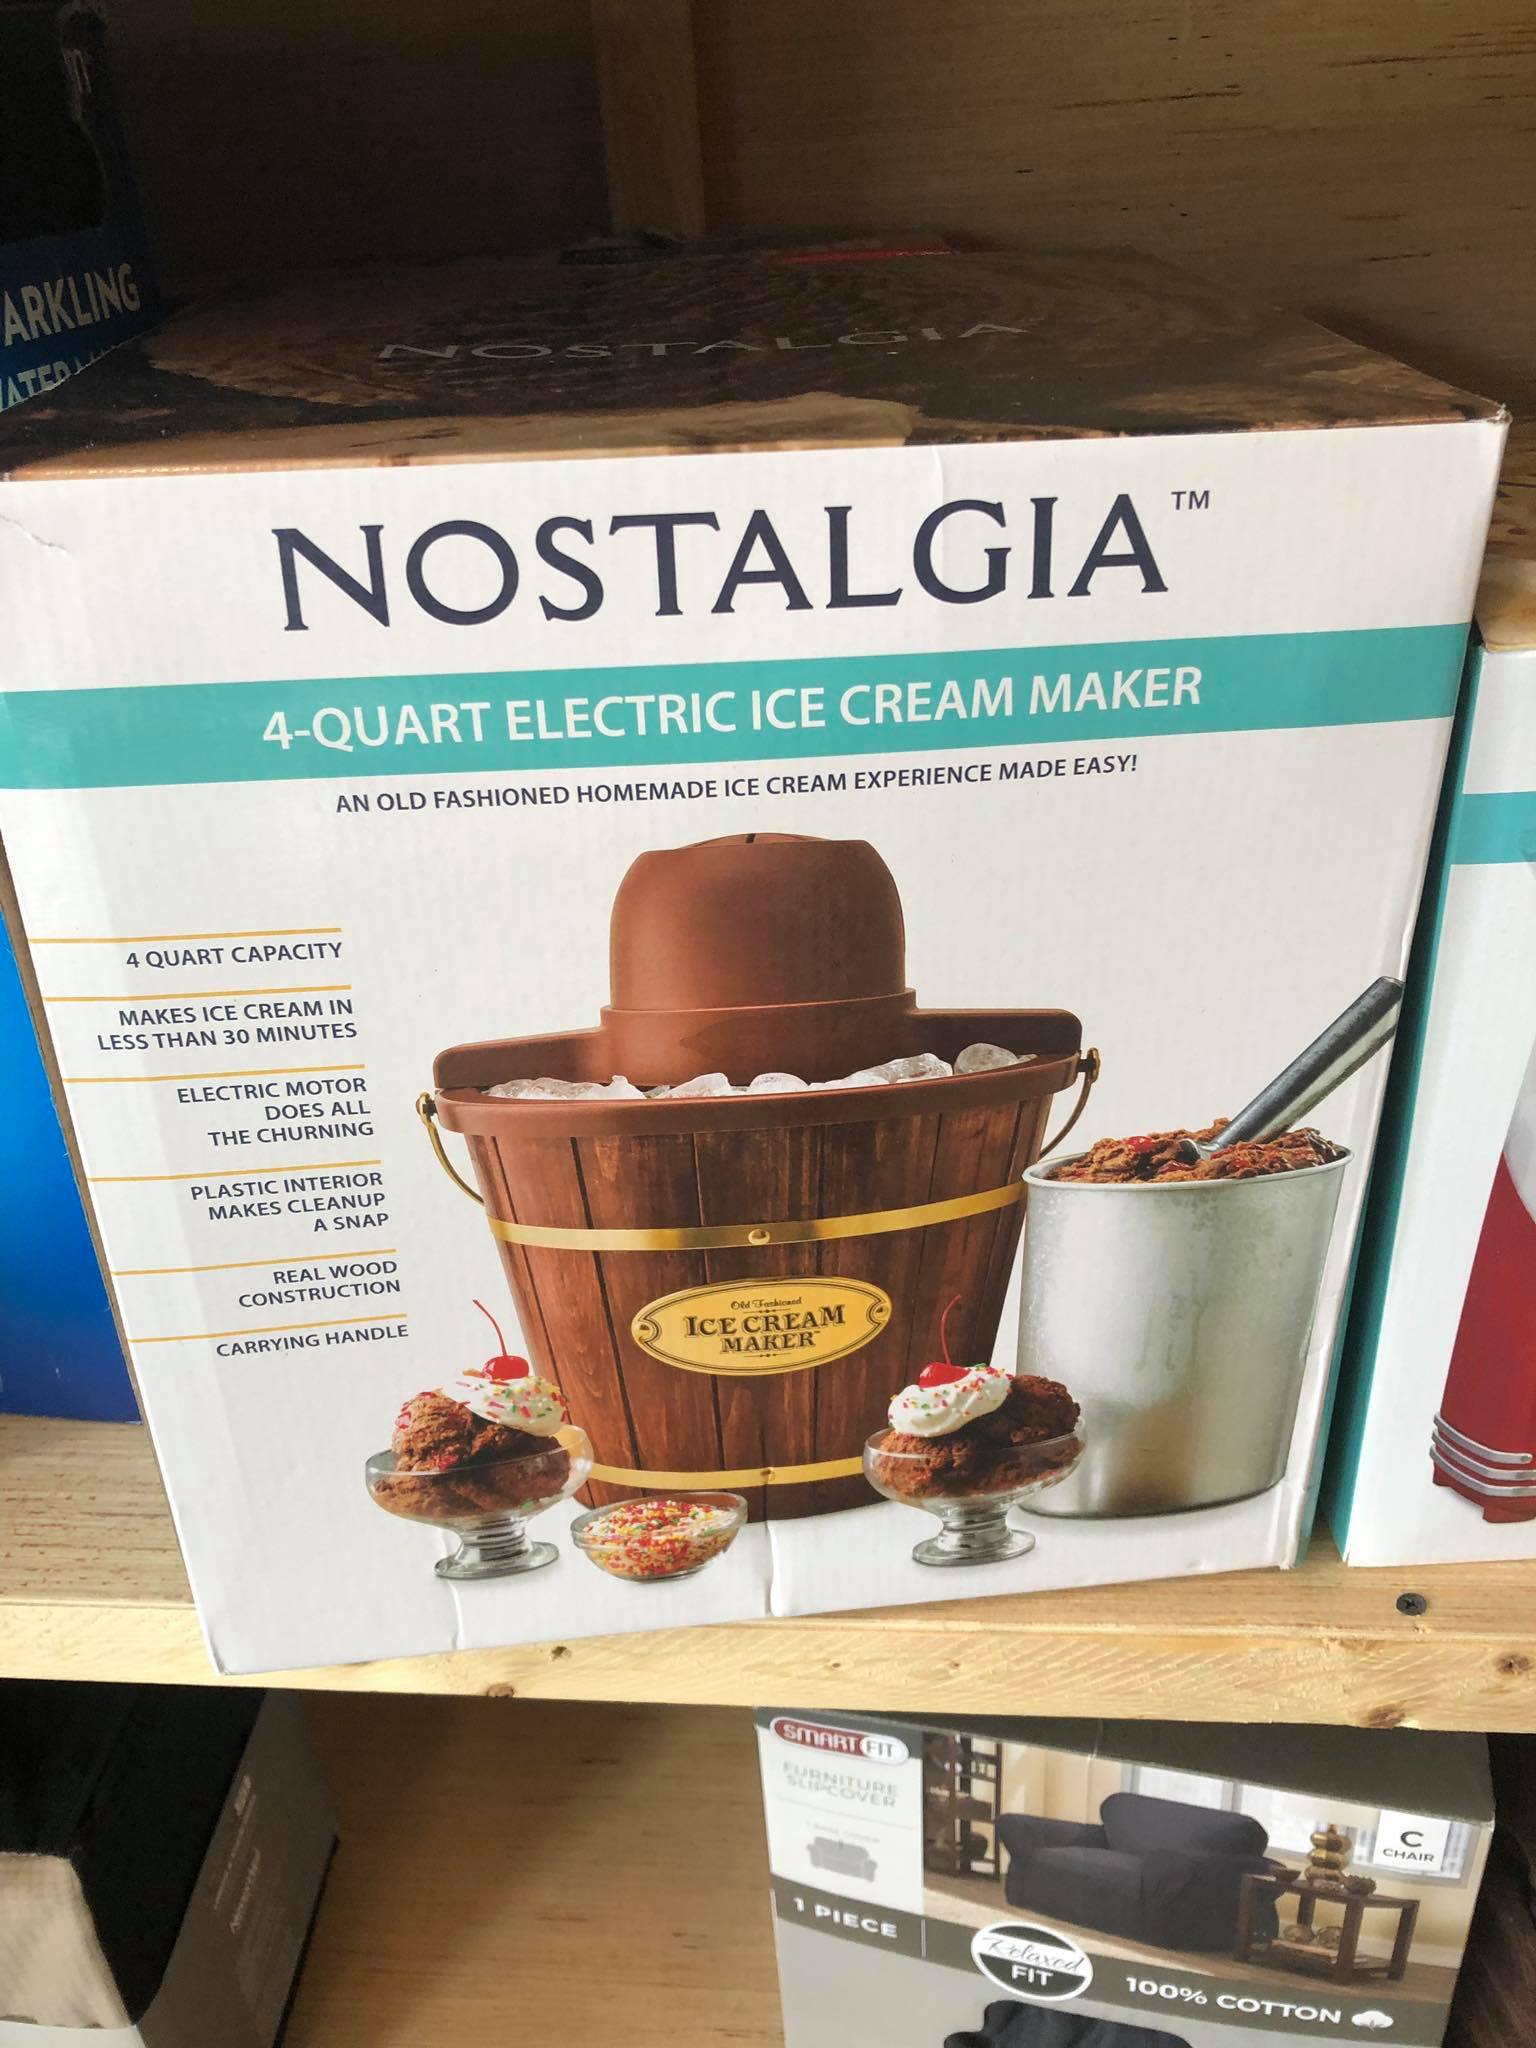 ARKLING
NOSTALGIA
NOSTALGIA™
4-QUART ELECTRIC ICE CREAM MAKER
AN OLD FASHIONED HOMEMADE ICE CREAM EXPERIENCE MADE EASY!
4 QUART CAPACITY
MAKES ICE CREAM IN
LESS THAN 30 MINUTES
ELECTRIC MOTOR
DOES ALL
THE CHURNING
PLASTIC INTERIOR
MAKES CLEANUP
A SNAP
REAL WOOD
CONSTRUCTION
CARRYING HANDLE
Old Fashioned
ICE CREAM
MAKER™
SMART FIT
FURNITURE
SLIPCOVER
C
CHAIR
1 PIECE
Relaxed
FIT
100% COTTON